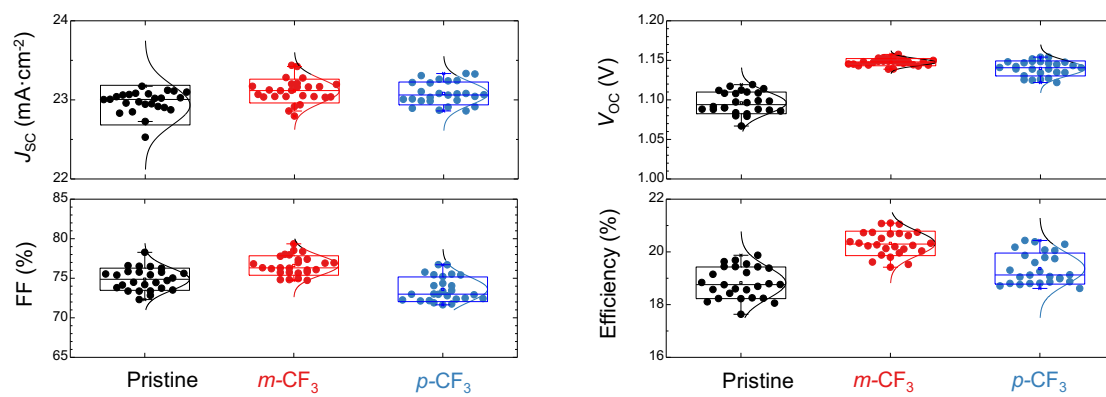 24
23
22
J_SC (mA·cm⁻²)
1.20
1.15
1.10
1.05
1.00
V_OC (V)
85
80
75
70
65
FF (%)
22
20
18
16
Efficiency (%)
Pristine m-CF₃ p-CF₃
Pristine m-CF₃ p-CF₃